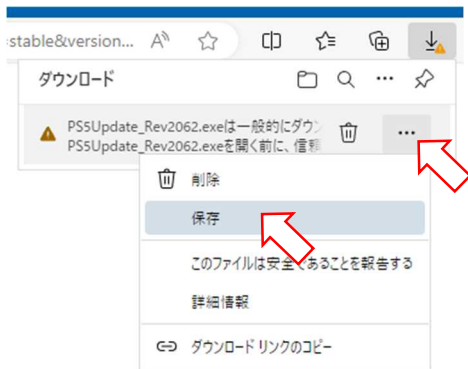 stable&version...
ダウンロード
PS5Update_Rev2062.exeは一般的にダウン
PS5Update_Rev2062.exeを開く前に、信頼
削除
保存
このファイルは安全であることを報告する
詳細情報
ダウンロード リンクのコピー